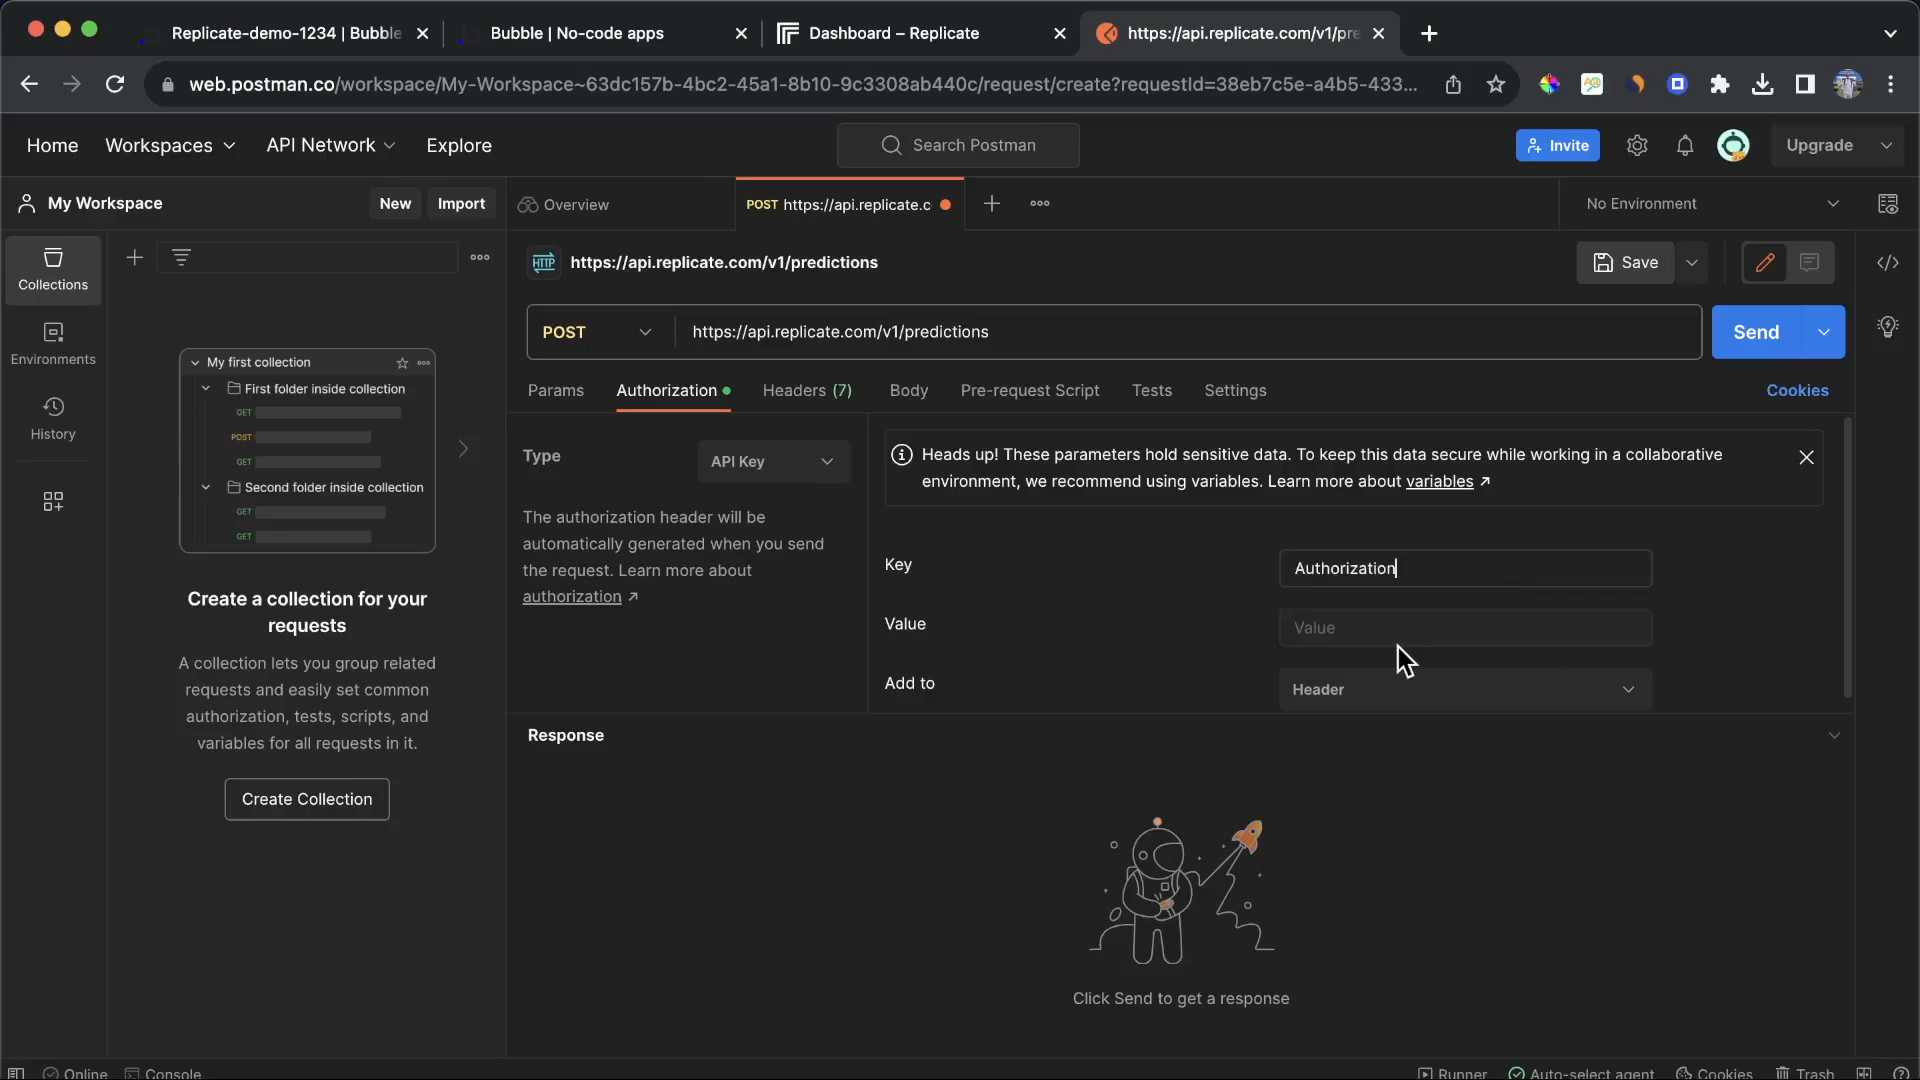 Replicate-demo-1234 | Bubble
Bubble | No-code apps
Dashboard – Replicate
https://api.replicate.com/v1/pre
web.postman.co/workspace/My-Workspace~63dc157b-4bc2-45a1-8b10-9c3308ab440c/request/create?requestId=38eb7c5e-a4b5-433...
Home
Workspaces
API Network
Explore
Search Postman
Invite
Upgrade
My Workspace
New
Import
Overview
POST https://api.replicate.c
No Environment
Collections
Environments
History
HTTP
https://api.replicate.com/v1/predictions
Save
POST
https://api.replicate.com/v1/predictions
Send
Params
Authorization
Headers (7)
Body
Pre-request Script
Tests
Settings
Cookies
My first collection
First folder inside collection
GET
POST
GET
Second folder inside collection
GET
GET
Create a collection for your
requests
A collection lets you group related
requests and easily set common
authorization, tests, scripts, and
variables for all requests in it.
Create Collection
Type
API Key
The authorization header will be
automatically generated when you send
the request. Learn more about
authorization ↗
Heads up! These parameters hold sensitive data. To keep this data secure while working in a collaborative
environment, we recommend using variables. Learn more about variables ↗
Key
Authorization
Value
Value
Add to
Header
Response
Click Send to get a response
Online
Console
Runner
Auto-select agent
Cookies
Trash